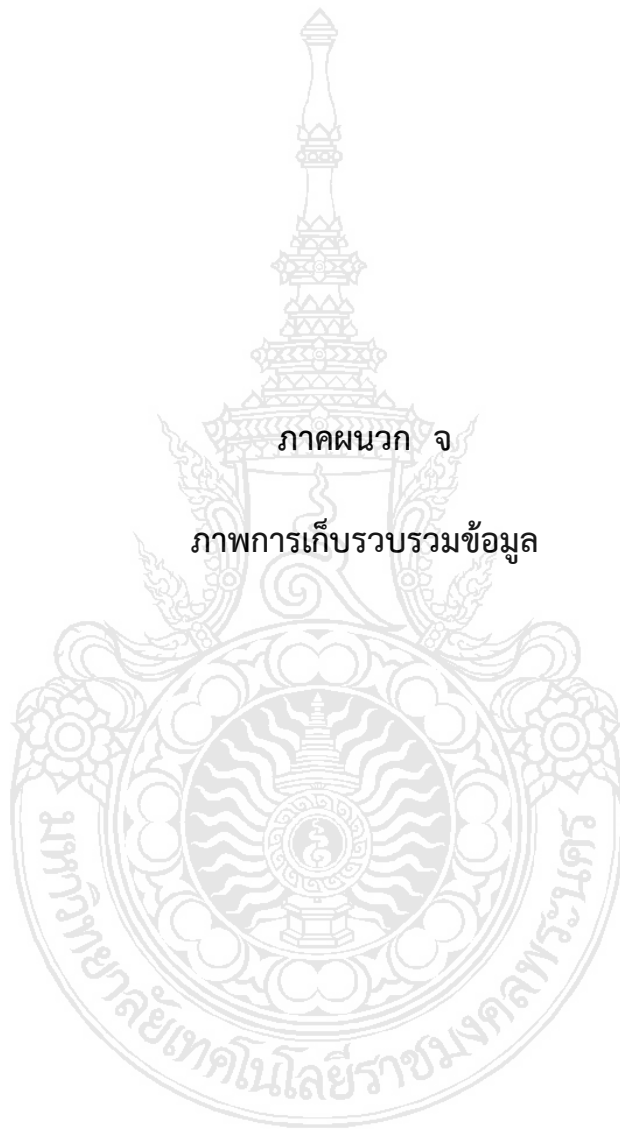 ภาคผนวก จ
ภาพการเก็บรวบรวมข้อมูล
มหาวิทยาลัยเทคโนโลยีราชมงคลพระนคร